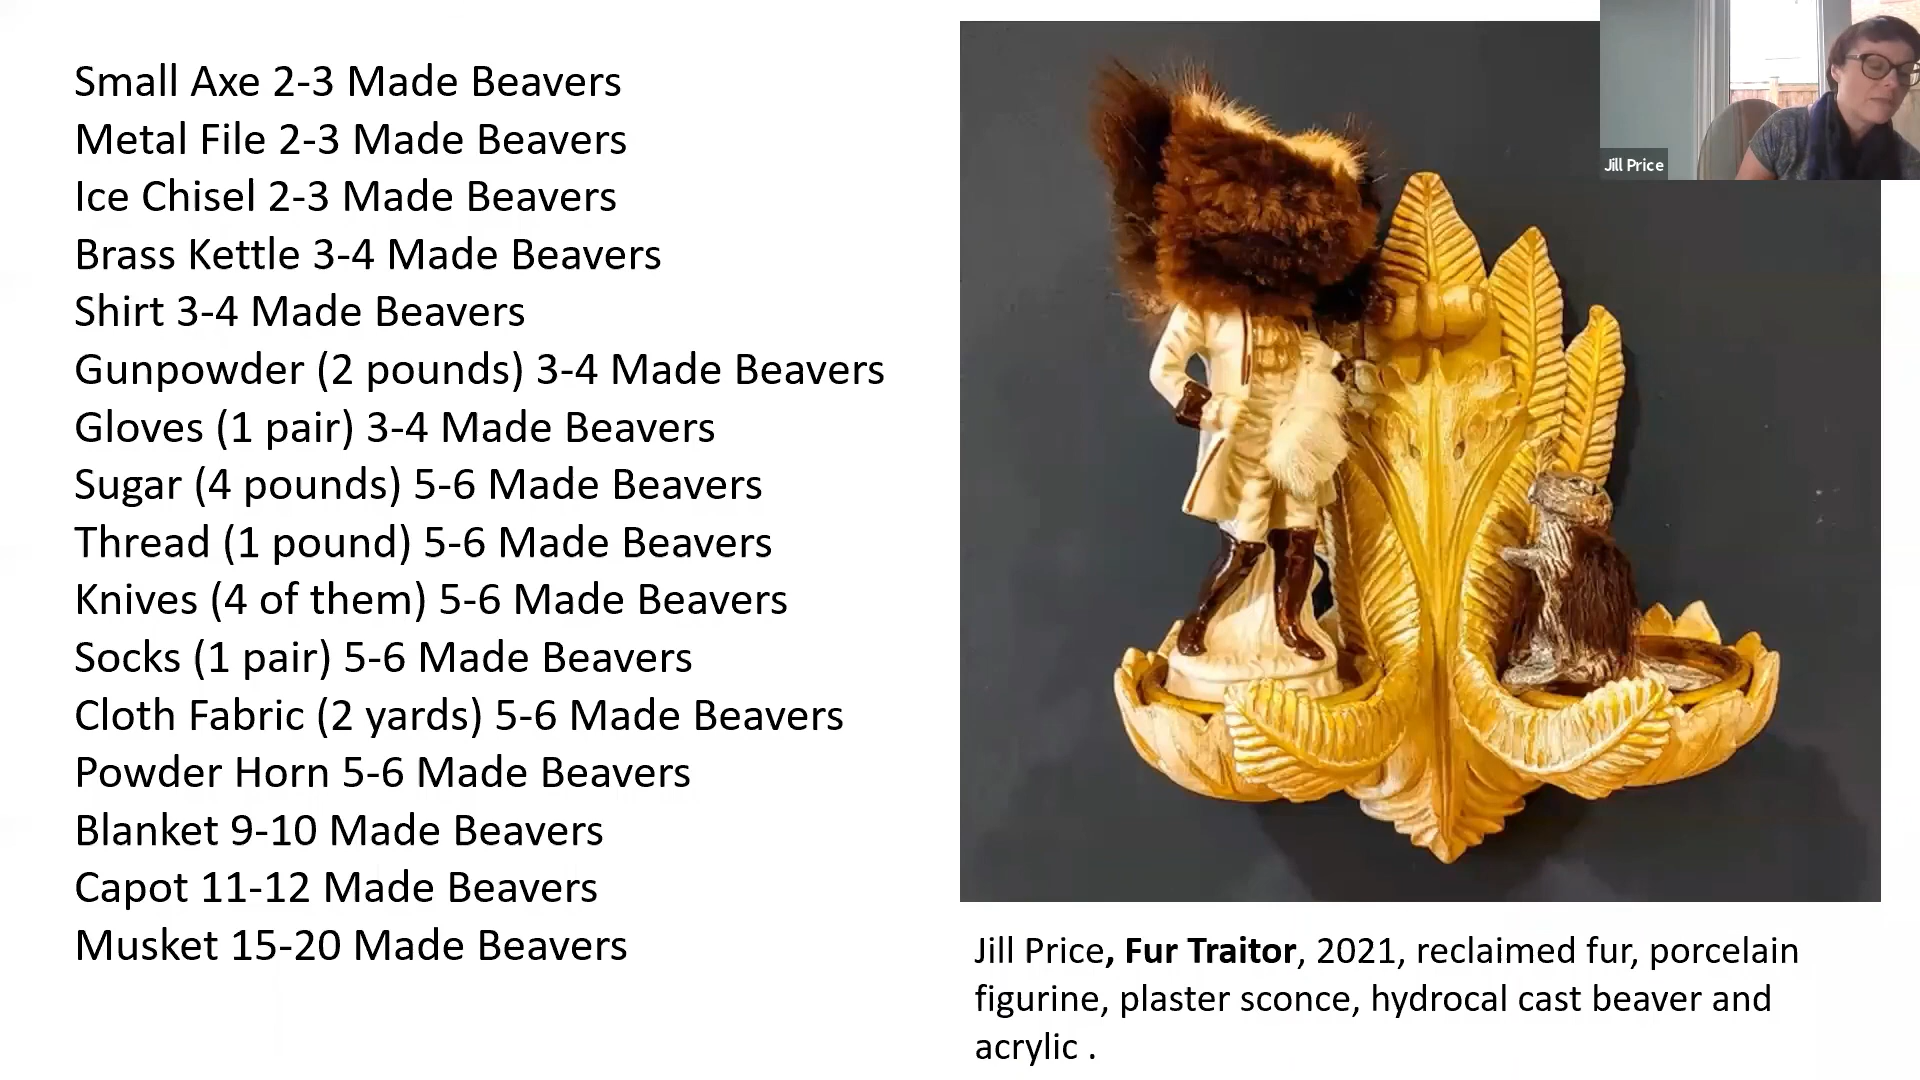 Small Axe 2-3 Made Beavers
Metal File 2-3 Made Beavers
Ice Chisel 2-3 Made Beavers
Brass Kettle 3-4 Made Beavers
Shirt 3-4 Made Beavers
Gunpowder (2 pounds) 3-4 Made Beavers
Gloves (1 pair) 3-4 Made Beavers
Sugar (4 pounds) 5-6 Made Beavers
Thread (1 pound) 5-6 Made Beavers
Knives (4 of them) 5-6 Made Beavers
Socks (1 pair) 5-6 Made Beavers
Cloth Fabric (2 yards) 5-6 Made Beavers
Powder Horn 5-6 Made Beavers
Blanket 9-10 Made Beavers
Capot 11-12 Made Beavers
Musket 15-20 Made Beavers
Jill Price
Jill Price, Fur Traitor, 2021, reclaimed fur, porcelain
figurine, plaster sconce, hydrocal cast beaver and
acrylic .